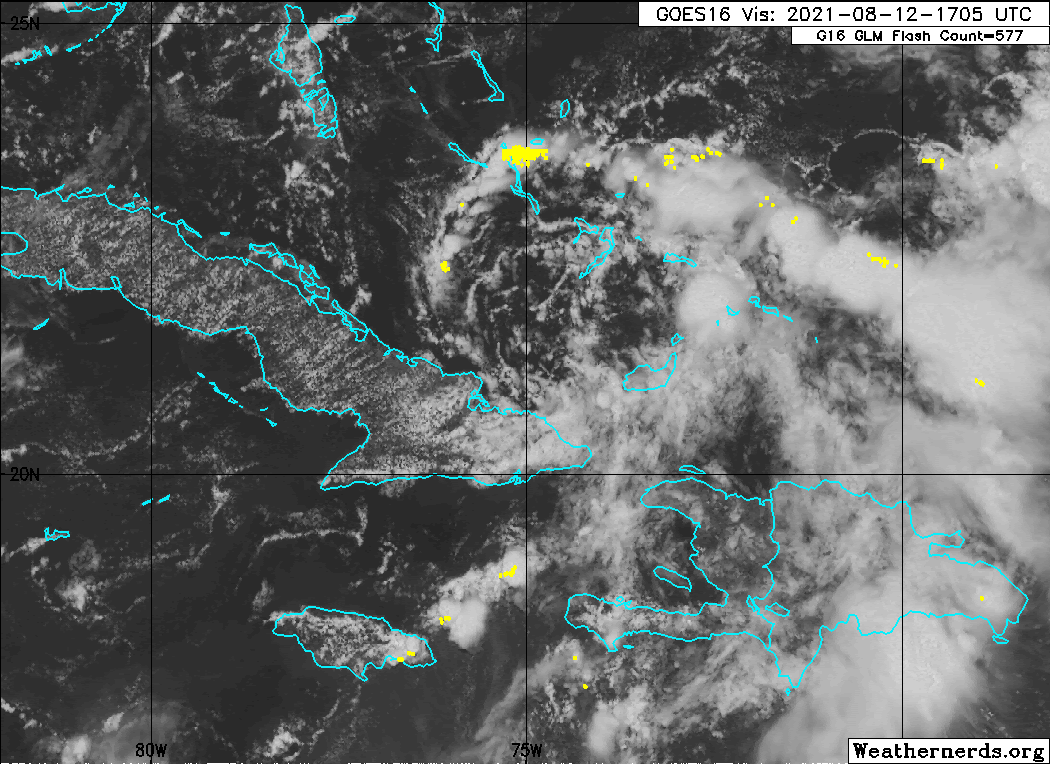 25N
GOES16 Vis: 2021-08-12-1705 UTC
G16 GLM Flash Count=577
20N
80W
75W
Weathernerds.org